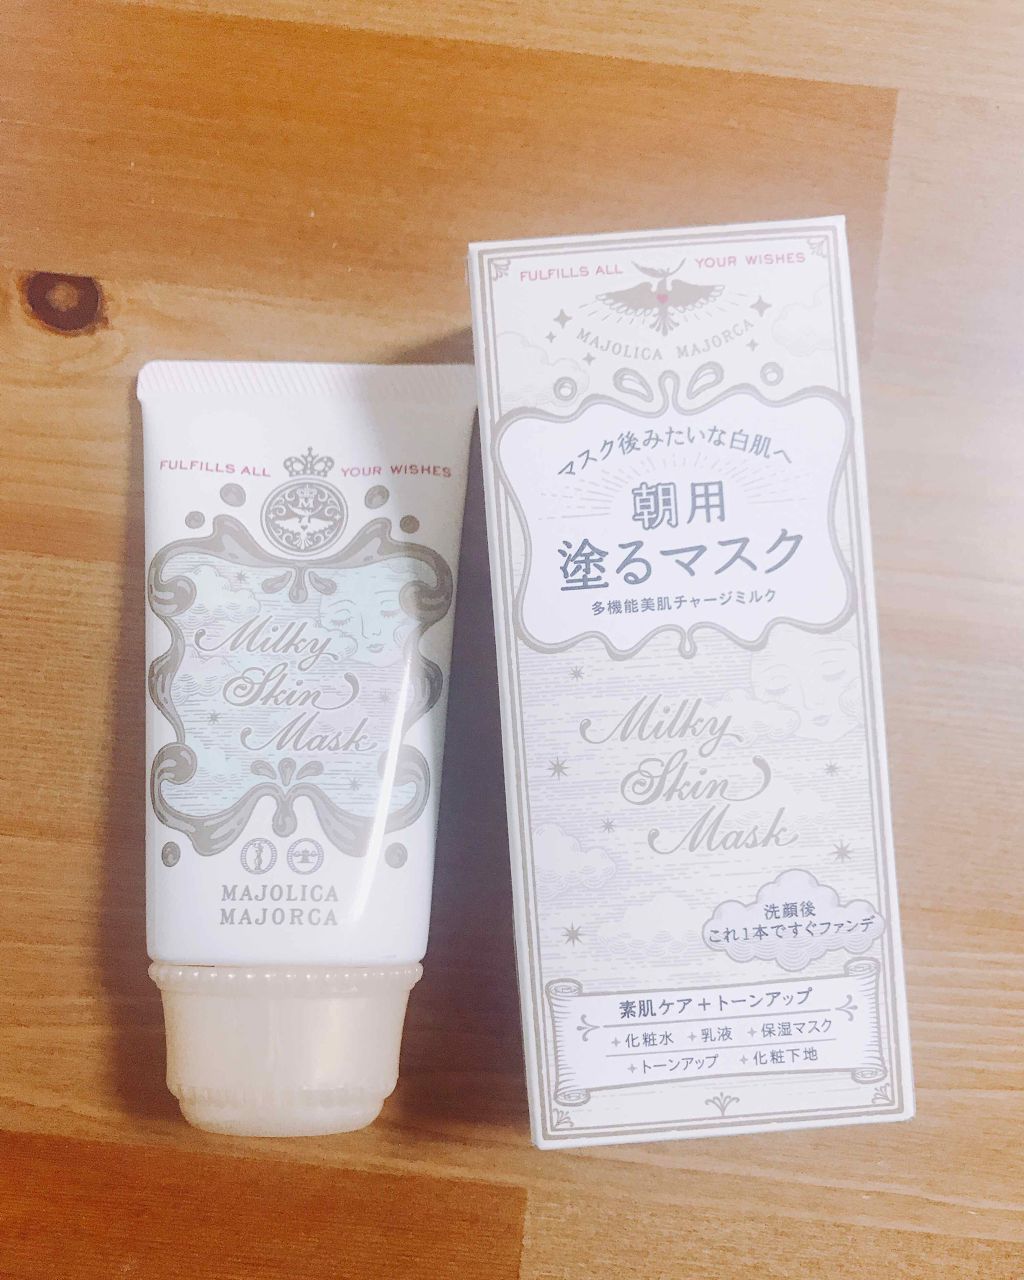 FULFILLS ALL YOUR WISHES
M
Milky
Skin
Mask
MAJOLICA
MAJORCA
FULFILLS ALL YOUR WISHES
MAJOLICA MAJORCA
マスク後みたいな白肌へ
朝用
塗るマスク
多機能美肌チャージミルク
Milky
Skin
Mask
洗顔後
これ1本ですぐファンデ
素肌ケア+トーンアップ
+化粧水 +乳液 +保湿マスク
+トーンアップ +化粧下地